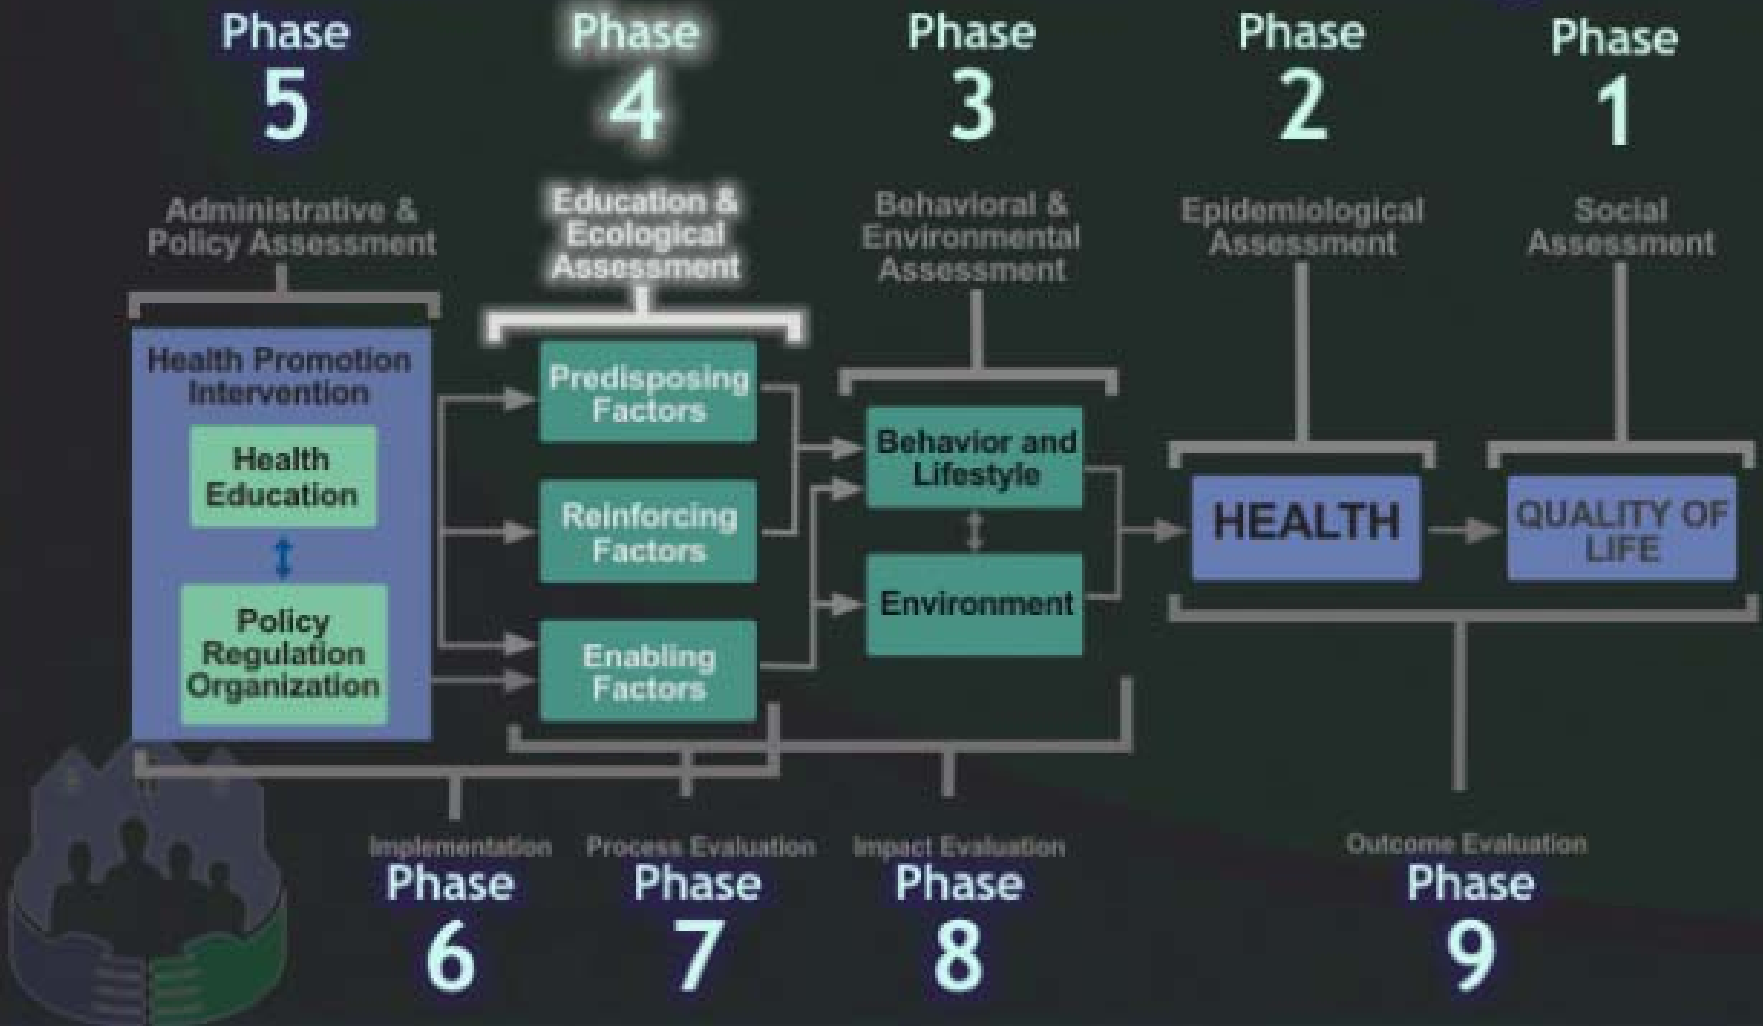 Phase
5
Phase
4
Phase
3
Phase
2
Phase
1
Administrative &
Policy Assessment
Education &
Ecological
Assessment
Behavioral &
Environmental
Assessment
Epidemiological
Assessment
Social
Assessment
Health Promotion
Intervention
Health
Education
Policy
Regulation
Organization
Predisposing
Factors
Reinforcing
Factors
Enabling
Factors
Behavior and
Lifestyle
Environment
HEALTH
QUALITY OF
LIFE
Implementation
Phase
6
Process Evaluation
Phase
7
Impact Evaluation
Phase
8
Outcome Evaluation
Phase
9